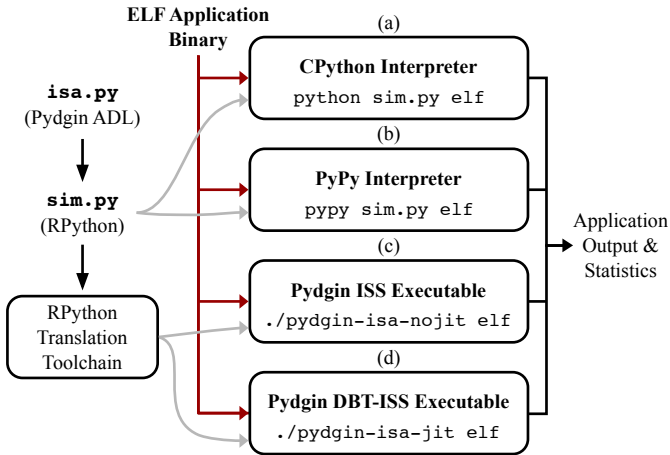 ELF Application
Binary
isa.py
(Pydgin ADL)
sim.py
(RPython)
RPython
Translation
Toolchain
(a)
CPython Interpreter
python sim.py elf
(b)
PyPy Interpreter
pypy sim.py elf
(c)
Pydgin ISS Executable
./pydgin-isa-nojit elf
(d)
Pydgin DBT-ISS Executable
./pydgin-isa-jit elf
Application
Output &
Statistics